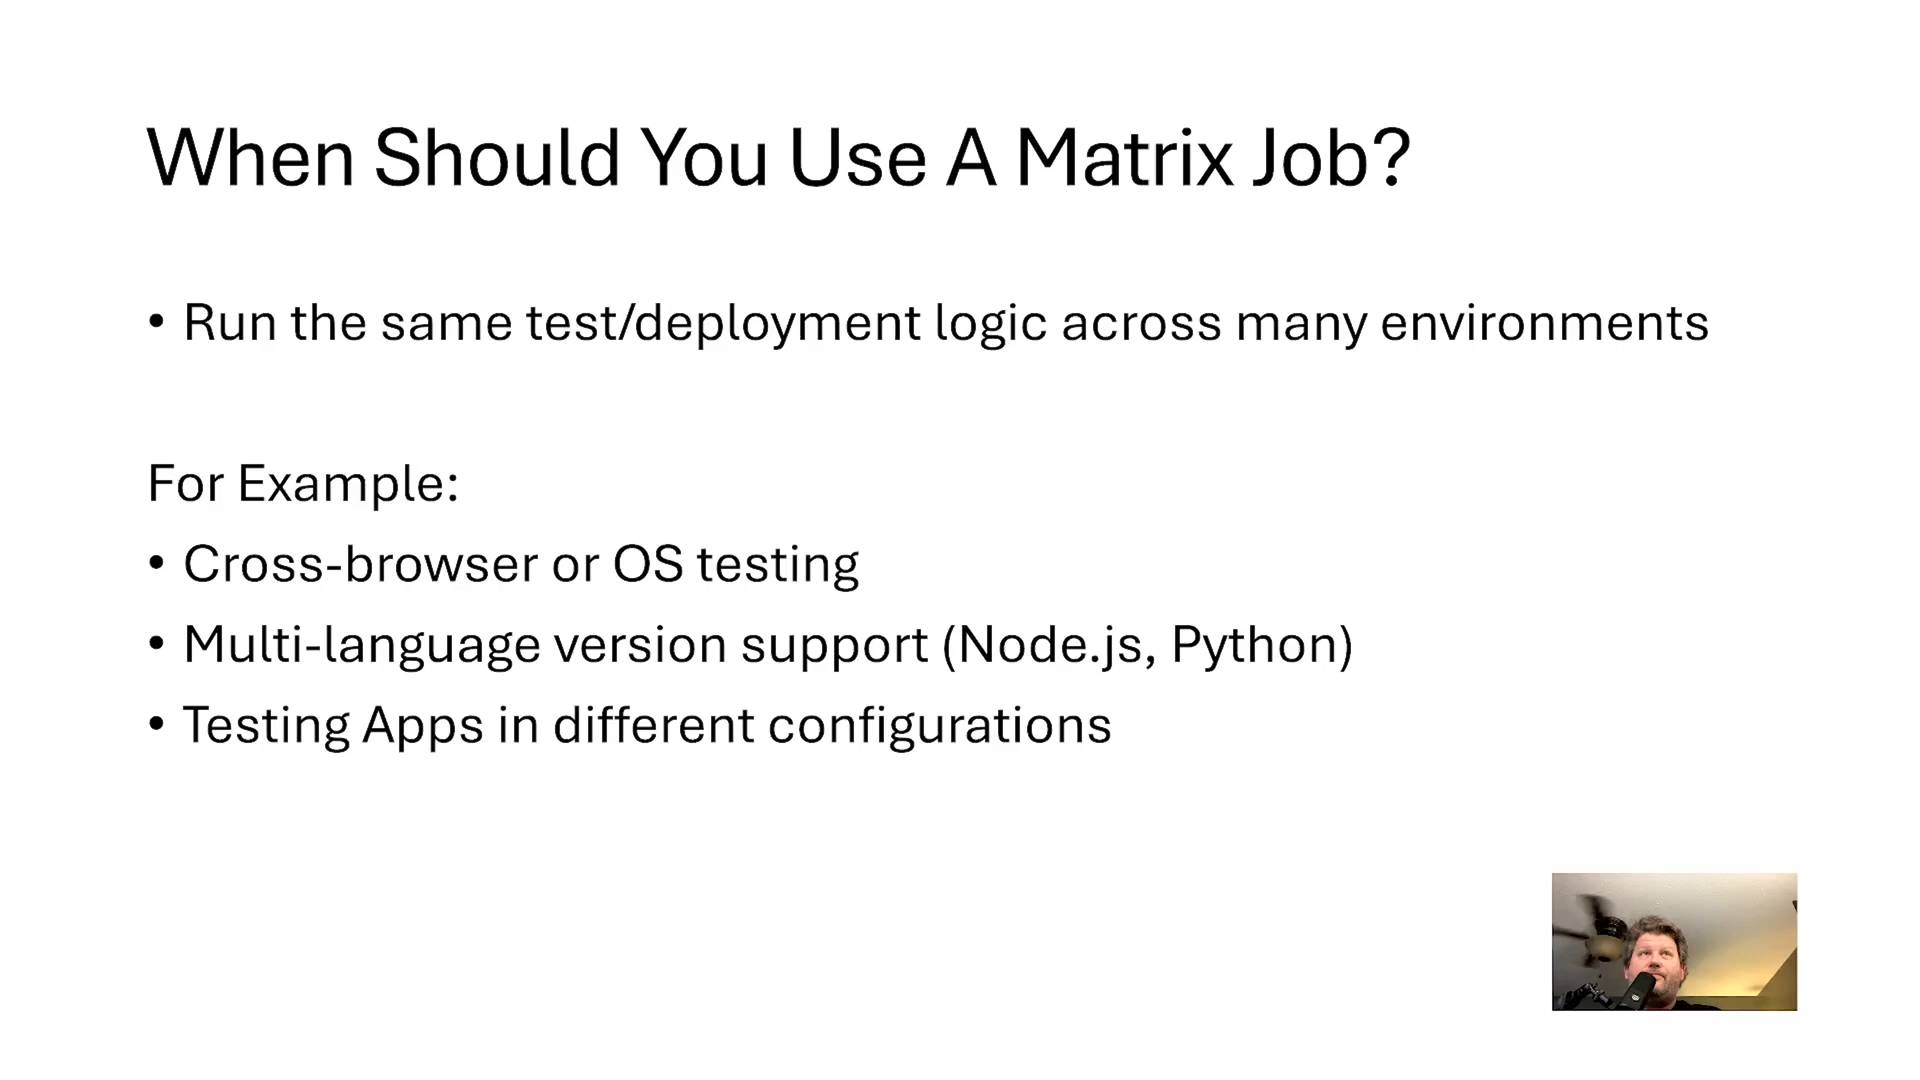 When Should You Use A Matrix Job?
• Run the same test/deployment logic across many environments
For Example:
• Cross-browser or OS testing
• Multi-language version support (Node.js, Python)
• Testing Apps in different configurations